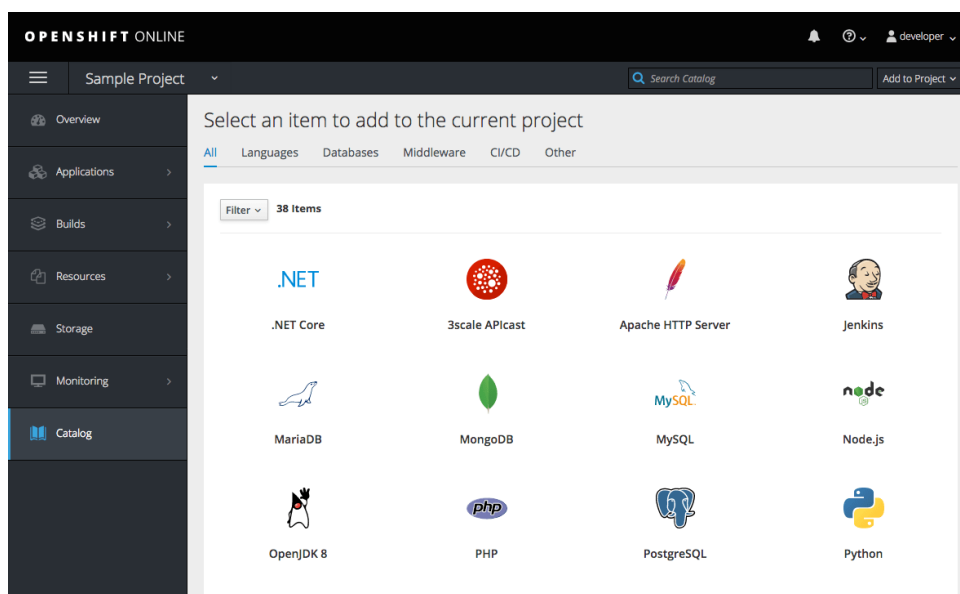 OPENSHIFT ONLINE
developer
Sample Project
Search Catalog
Add to Project
Overview
Applications
Builds
Resources
Storage
Monitoring
Catalog
Select an item to add to the current project
All Languages Databases Middleware CI/CD Other
Filter 38 Items
.NET
.NET Core
3scale APIcast
Apache HTTP Server
Jenkins
MySQL
node
JS
MariaDB
MongoDB
MySQL
Node.js
php
OpenJDK 8
PHP
PostgreSQL
Python